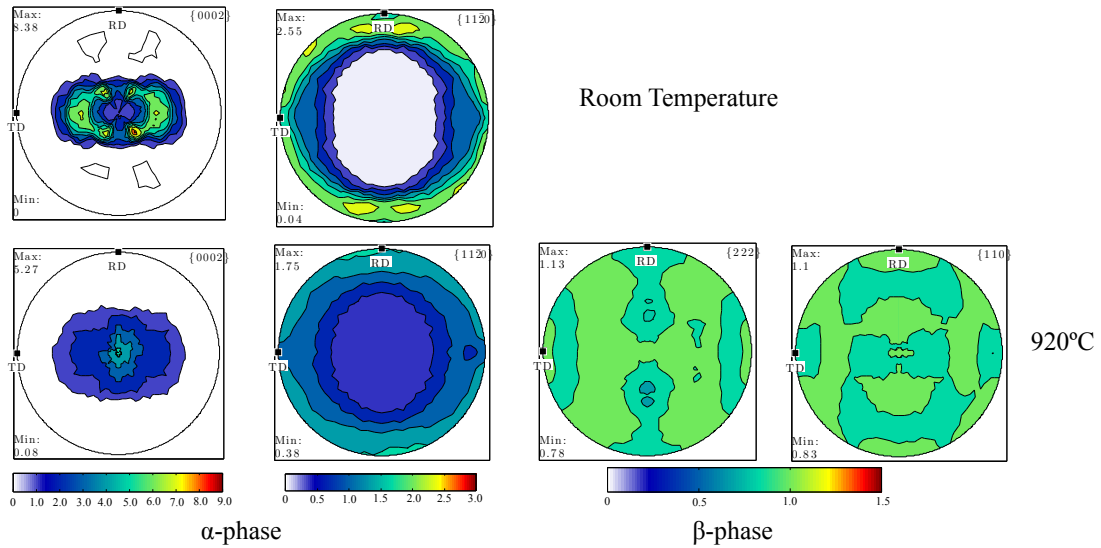 Max:
8.38
{0002}
RD
TD
Min:
0
Max:
2.55
{112̄0}
RD
TD
Min:
0.04
Room Temperature
Max:
5.27
{0002}
RD
TD
Min:
0.08
Max:
1.75
{112̄0}
RD
TD
Min:
0.38
Max:
1.13
{222}
RD
TD
Min:
0.78
Max:
1.1
{110}
RD
TD
Min:
0.83
920ºC
0 1.0 2.0 3.0 4.0 5.0 6.0 7.0 8.0 9.0
0 0.5 1.0 1.5 2.0 2.5 3.0
0 0.5 1.0 1.5
α-phase
β-phase